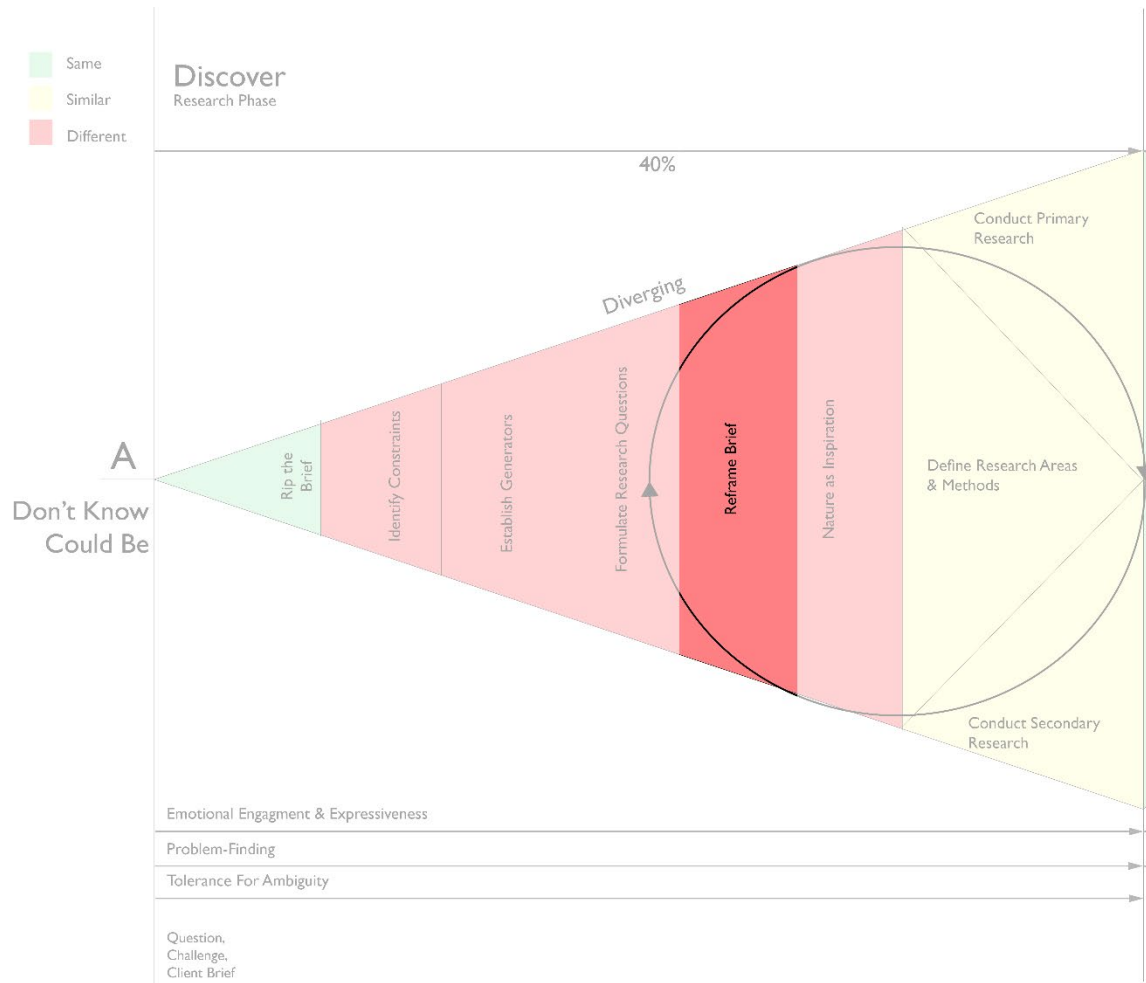 Same
Similar
Different
Discover
Research Phase
40%
Diverging
Conduct Primary
Research
A
Don't Know
Could Be
Rip the
Brief
Identify Constraints
Establish Generators
Formulate Research Questions
Reframe Brief
Nature as Inspiration
Define Research Areas
& Methods
Conduct Secondary
Research
Emotional Engagment & Expressiveness
Problem-Finding
Tolerance For Ambiguity
Question,
Challenge,
Client Brief